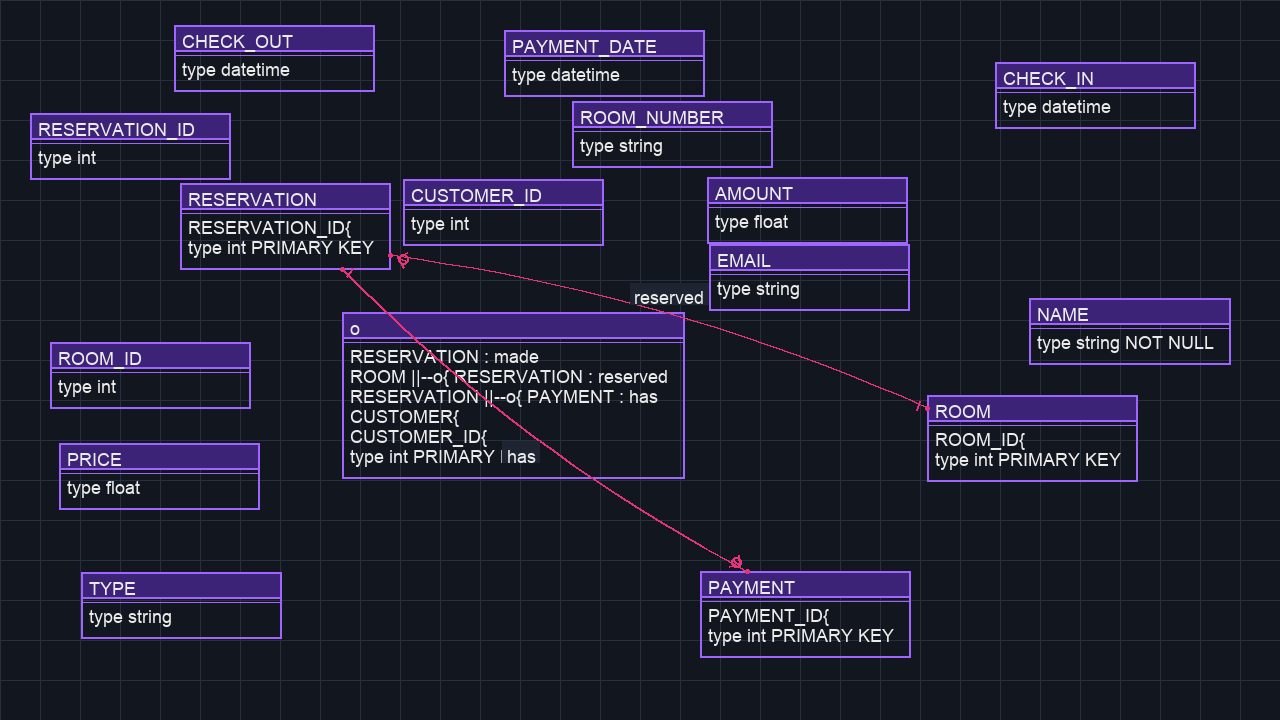 CHECK_OUT
type datetime
PAYMENT_DATE
type datetime
CHECK_IN
type datetime
ROOM_NUMBER
type string
RESERVATION_ID
type int
RESERVATION
RESERVATION_ID{
type int PRIMARY KEY
CUSTOMER_ID
type int
AMOUNT
type float
EMAIL
type string
reserved
NAME
type string NOT NULL
o
RESERVATION : made
ROOM ||--o{ RESERVATION : reserved
RESERVATION ||--o{ PAYMENT : has
CUSTOMER{
CUSTOMER_ID{
type int PRIMARY
has
ROOM_ID
type int
ROOM
ROOM_ID{
type int PRIMARY KEY
PRICE
type float
TYPE
type string
PAYMENT
PAYMENT_ID{
type int PRIMARY KEY